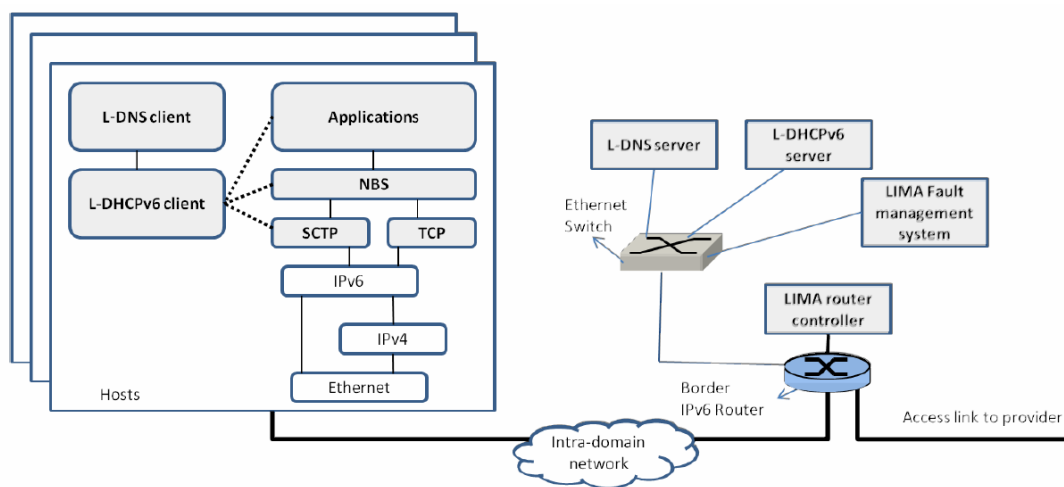 L-DNS client
Applications
L-DHCPv6 client
NBS
SCTP
TCP
IPv6
IPv4
Ethernet
Hosts
L-DNS server
L-DHCPv6
server
Ethernet
Switch
LIMA Fault
management
system
LIMA router
controller
Border
IPv6 Router
Access link to provider
Intra-domain
network